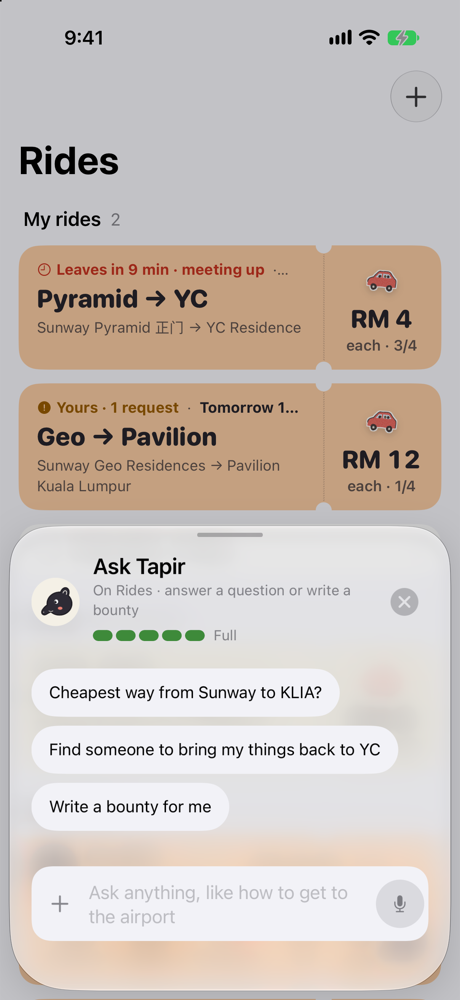 9:41
Rides
My rides 2
Leaves in 9 min · meeting up ·...
Pyramid → YC
Sunway Pyramid 正门 → YC Residence
RM 4
each · 3/4
Yours · 1 request · Tomorrow 1...
Geo → Pavilion
Sunway Geo Residences → Pavilion
Kuala Lumpur
RM 12
each · 1/4
Ask Tapir
On Rides · answer a question or write a
bounty
Full
Cheapest way from Sunway to KLIA?
Find someone to bring my things back to YC
Write a bounty for me
Ask anything, like how to get to
the airport